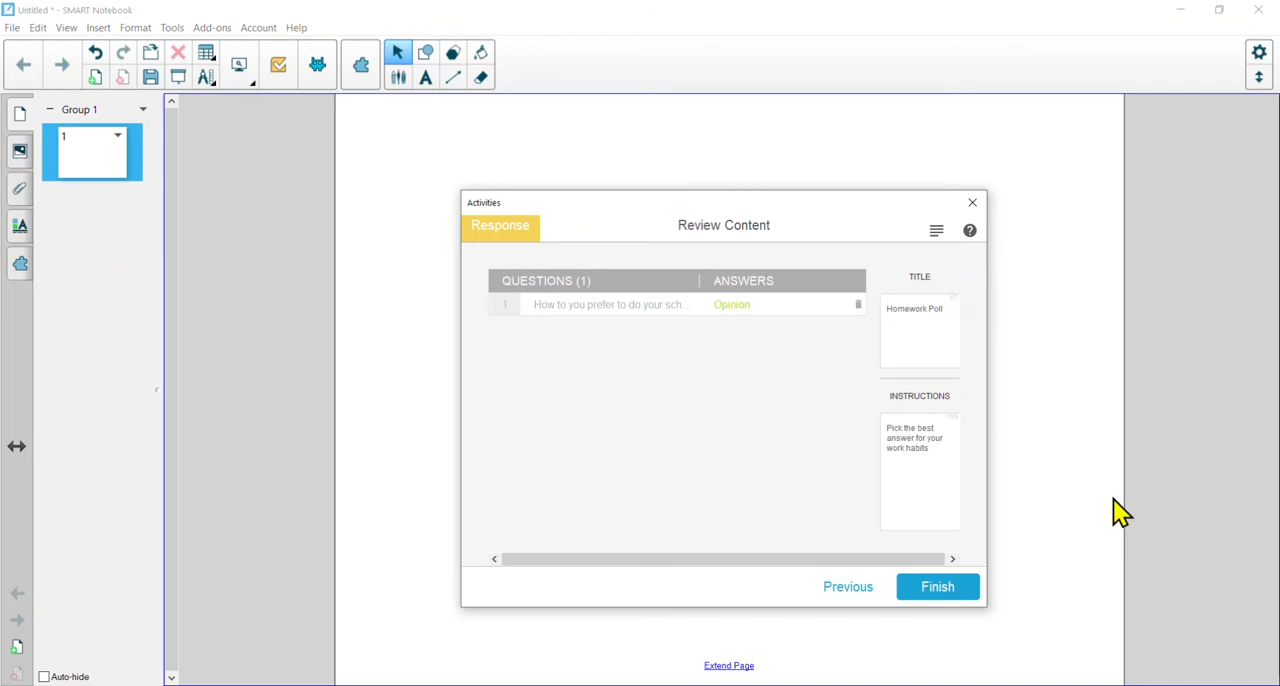 Untitled * - SMART Notebook
File Edit View Insert Format Tools Add-ons Account Help
Group 1
1
Activities
Response
Review Content
QUESTIONS (1) ANSWERS
1 How to you prefer to do your sch... Opinion
TITLE
Homework Poll
INSTRUCTIONS
Pick the best
answer for your
work habits
Previous Finish
Extend Page
Auto-hide